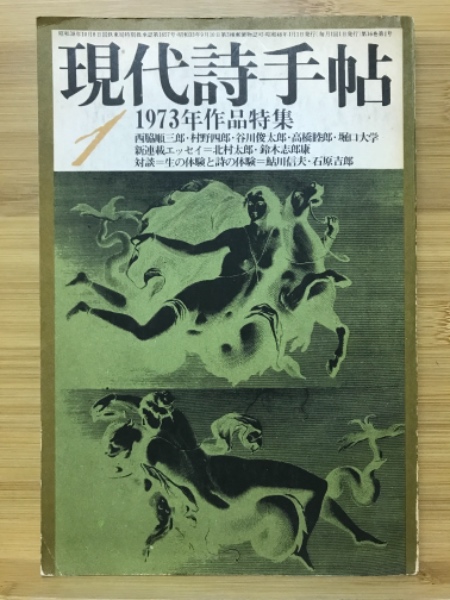 現代詩手帖
1
1973年作品特集
西脇順三郎・村野四郎・谷川俊太郎・高橋睦郎・堀口大学
新連載エッセイ=北村太郎・鈴木志郎康
対談=生の体験と詩の体験=鮎川信夫・石原吉郎